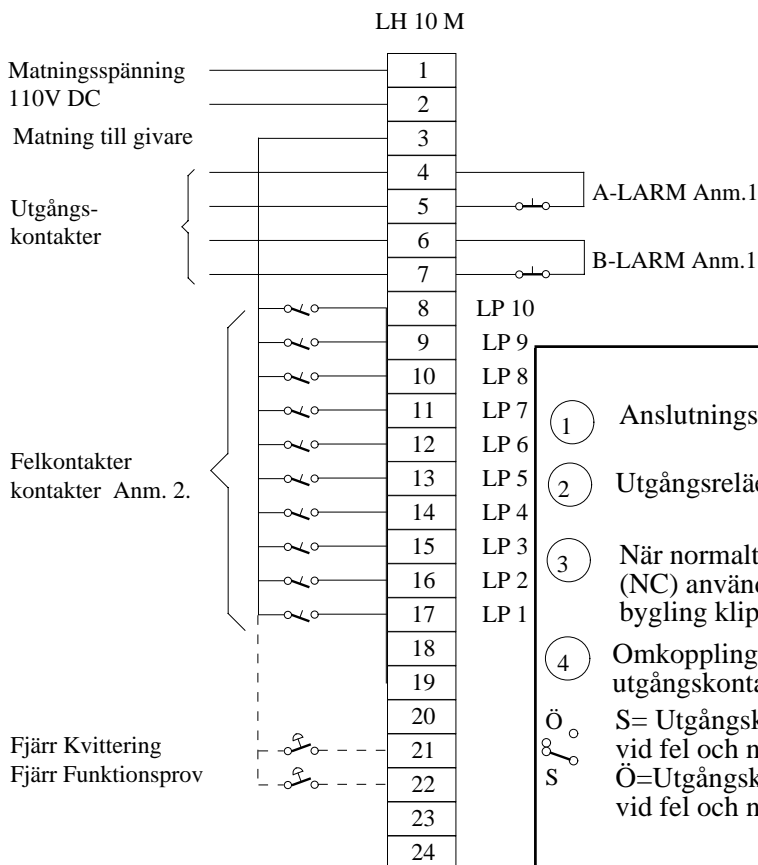 LH 10 M
Matningsspänning
110V DC
Matning till givare
Utgångs-
kontakter
Felkontakter
kontakter Anm. 2.
Fjärr Kvittering
Fjärr Funktionsprov
1
2
3
4
5
6
7
8
9
10
11
12
13
14
15
16
17
18
19
20
21
22
23
24
A-LARM Anm.1
B-LARM Anm.1
LP 10
LP 9
LP 8
LP 7
LP 6
LP 5
LP 4
LP 3
LP 2
LP 1
1 Anslutnings
2 Utgångsrelä
3 När normalt
(NC) använd
bygling klip
4 Omkoppling
utgångskonta
Ö S= Utgångsk
vid fel och n
S Ö=Utgångsk
vid fel och n